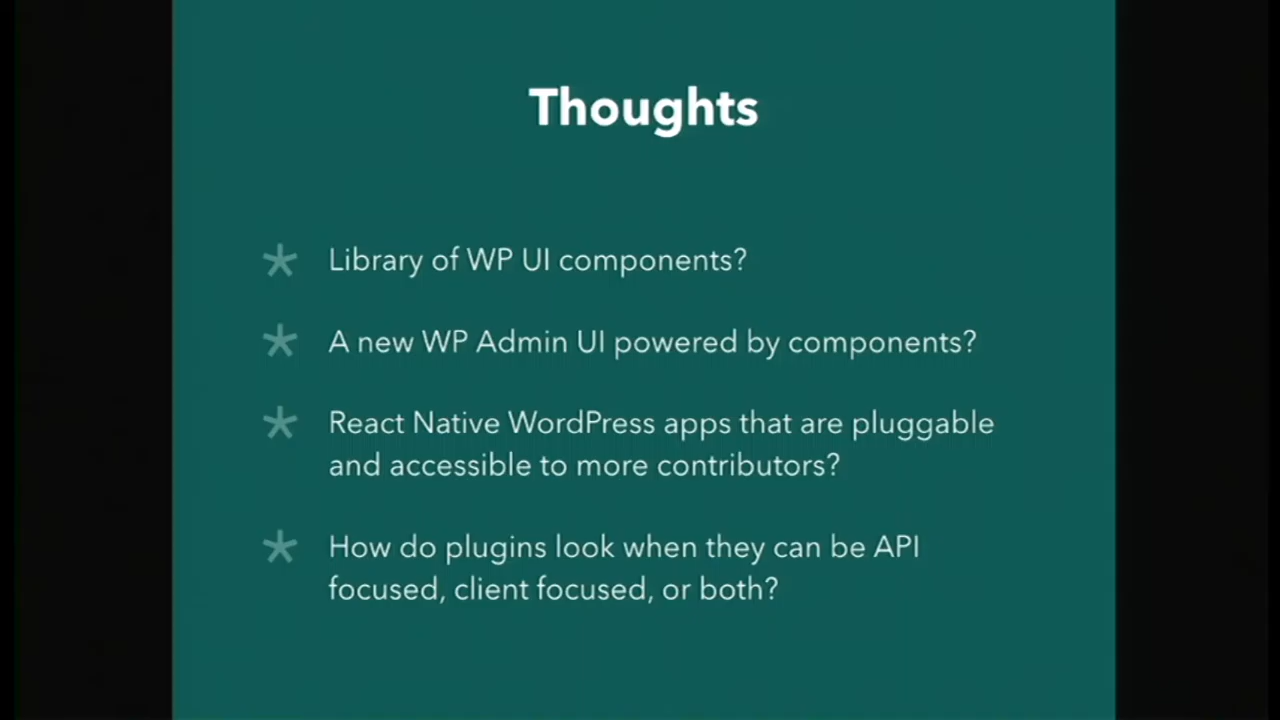 Thoughts
Library of WP UI components?
A new WP Admin UI powered by components?
React Native WordPress apps that are pluggable
and accessible to more contributors?
How do plugins look when they can be API
focused, client focused, or both?